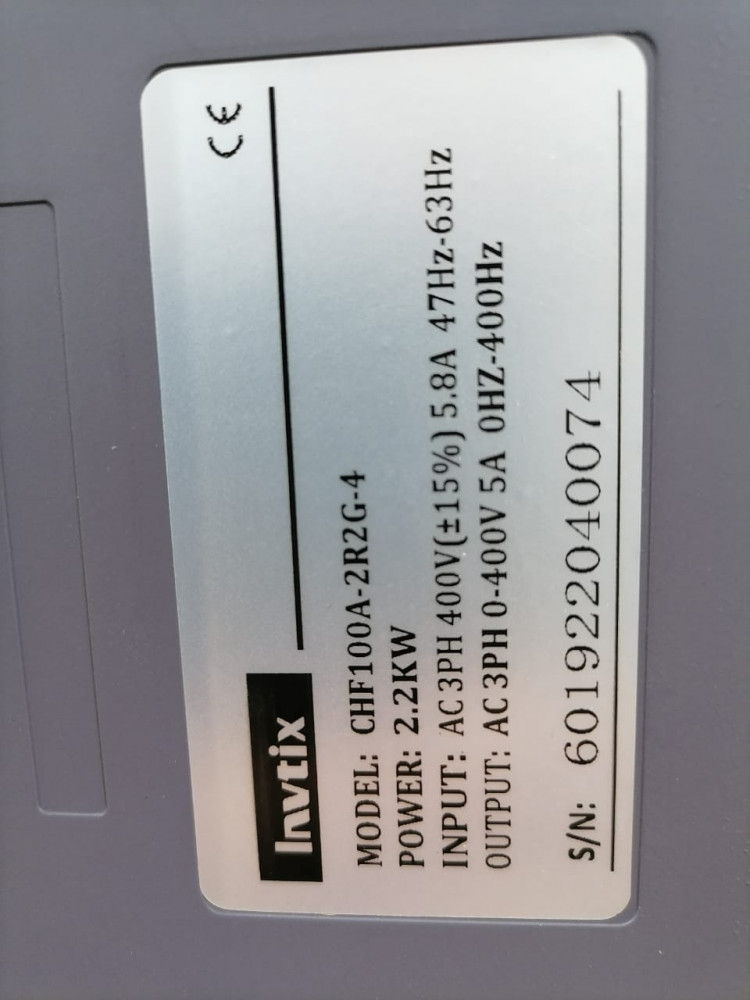 CE
Invtix
MODEL: CHF100A-2R2G-4
POWER: 2.2KW
INPUT: AC 3PH 400V(±15%) 5.8A 47Hz-63Hz
OUTPUT: AC 3PH 0-400V 5A 0HZ-400Hz
S/N: 601922040074